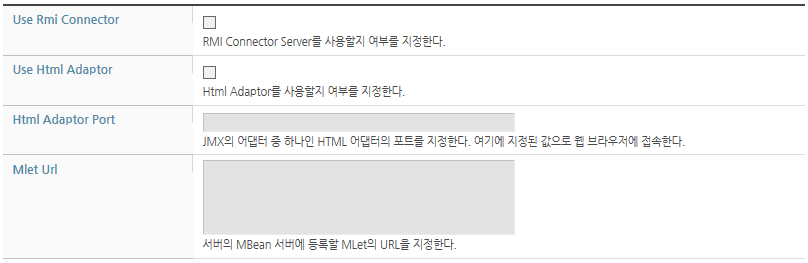 Use Rmi Connector
RMI Connector Server를 사용할지 여부를 지정한다.
Use Html Adaptor
Html Adaptor를 사용할지 여부를 지정한다.
Html Adaptor Port
JMX의 어댑터 중 하나인 HTML 어댑터의 포트를 지정한다. 여기에 지정된 값으로 웹 브라우저에 접속한다.
Mlet Url
서버의 MBean 서버에 등록할 MLet의 URL을 지정한다.